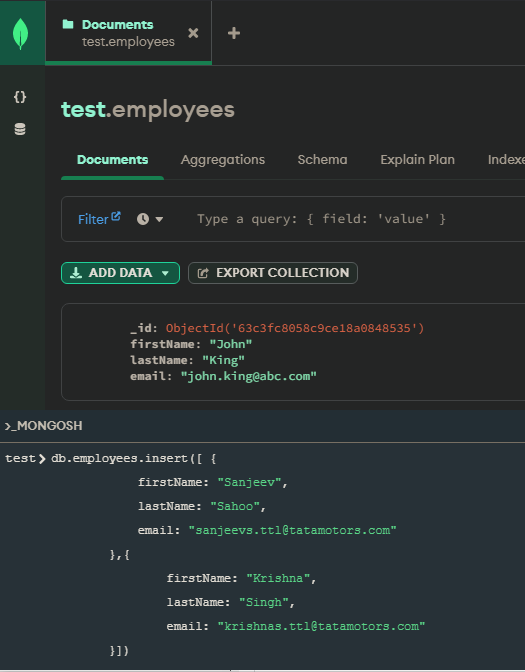 Documents
test.employees
{}
test.employees
Documents Aggregations Schema Explain Plan Indexe
Filter Type a query: { field: 'value' }
ADD DATA EXPORT COLLECTION
_id: ObjectId('63c3fc8058c9ce18a0848535')
firstName: "John"
lastName: "King"
email: "john.king@abc.com"
>_MONGOSH
test> db.employees.insert([ {
firstName: "Sanjeev",
lastName: "Sahoo",
email: "sanjeevs.ttl@tatamotors.com"
},{
firstName: "Krishna",
lastName: "Singh",
email: "krishnas.ttl@tatamotors.com"
}])